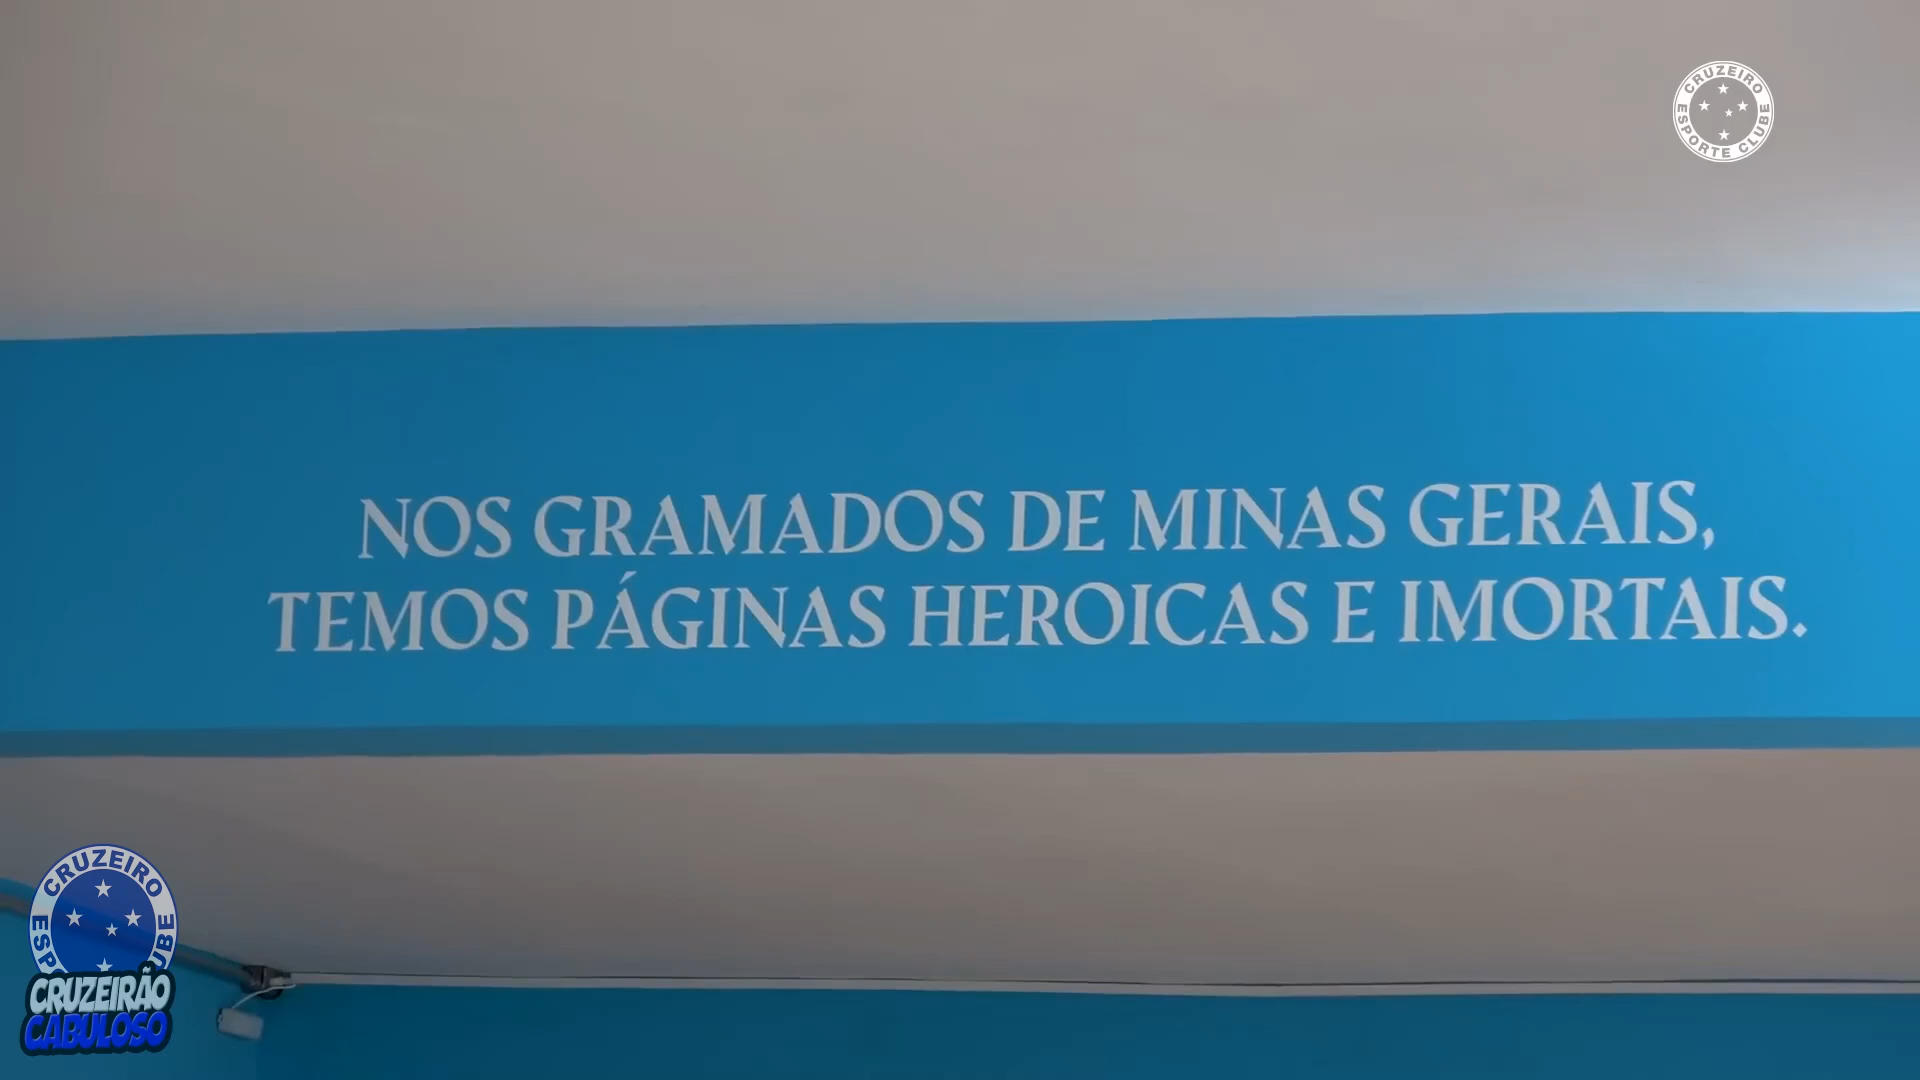 CRUZEIRO
ESPORTE CLUBE
NOS GRAMADOS DE MINAS GERAIS,
TEMOS PÁGINAS HEROICAS E IMORTAIS.
CRUZEIRO
CRUZEIRÃO
CABULOSO